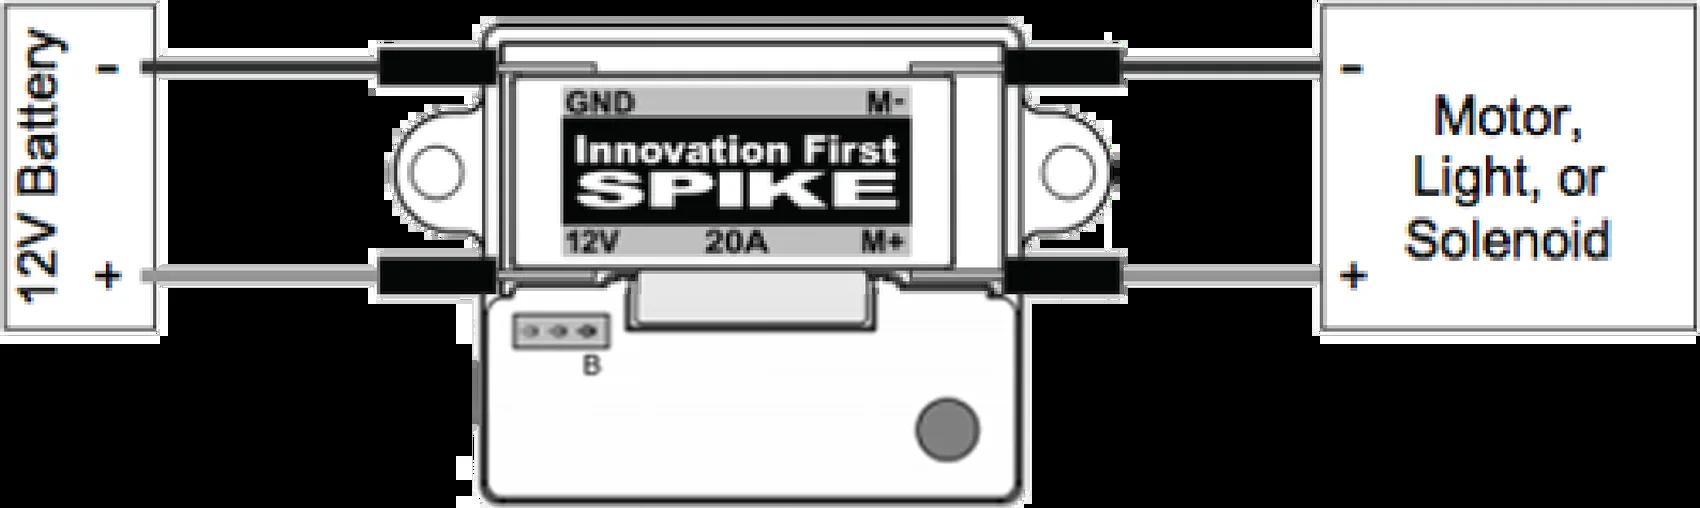 12V Battery
-
+
GND M-
Innovation First
SPIKE
12V 20A M+
B
-
+
Motor,
Light, or
Solenoid